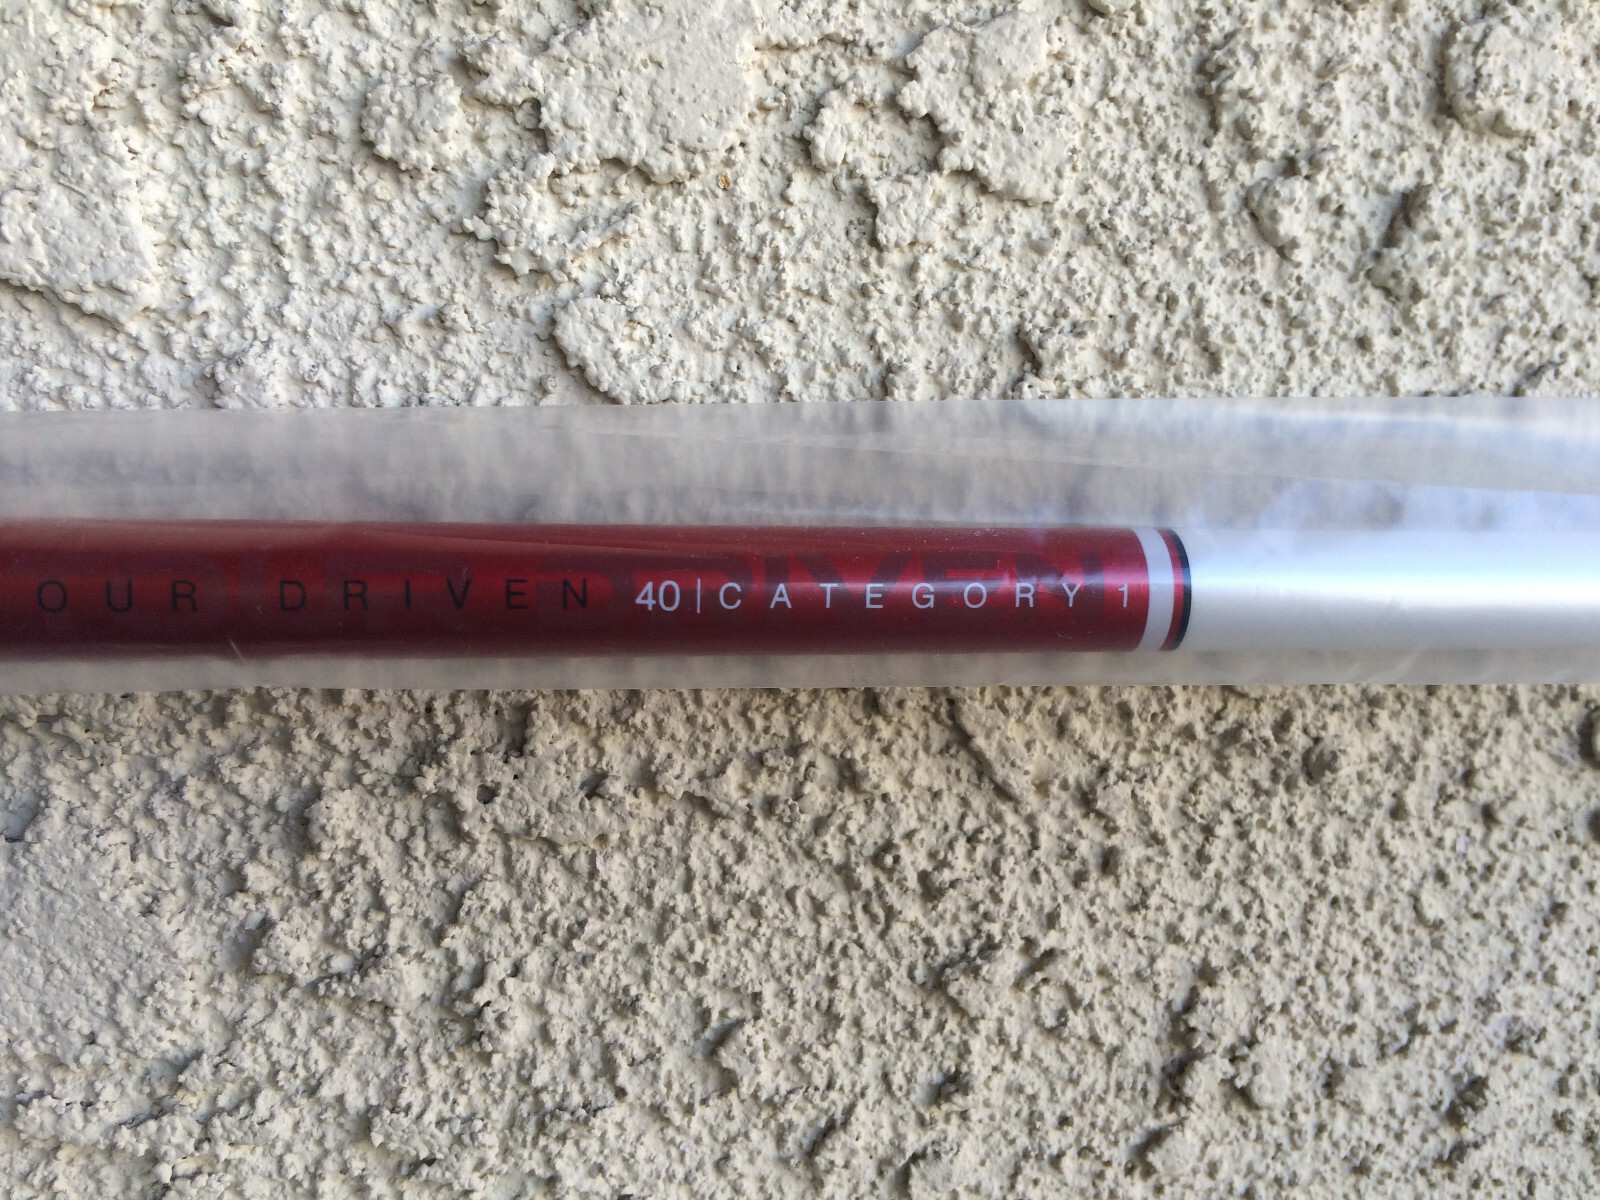 OUR DRIVEN 40|CATEGORY 1